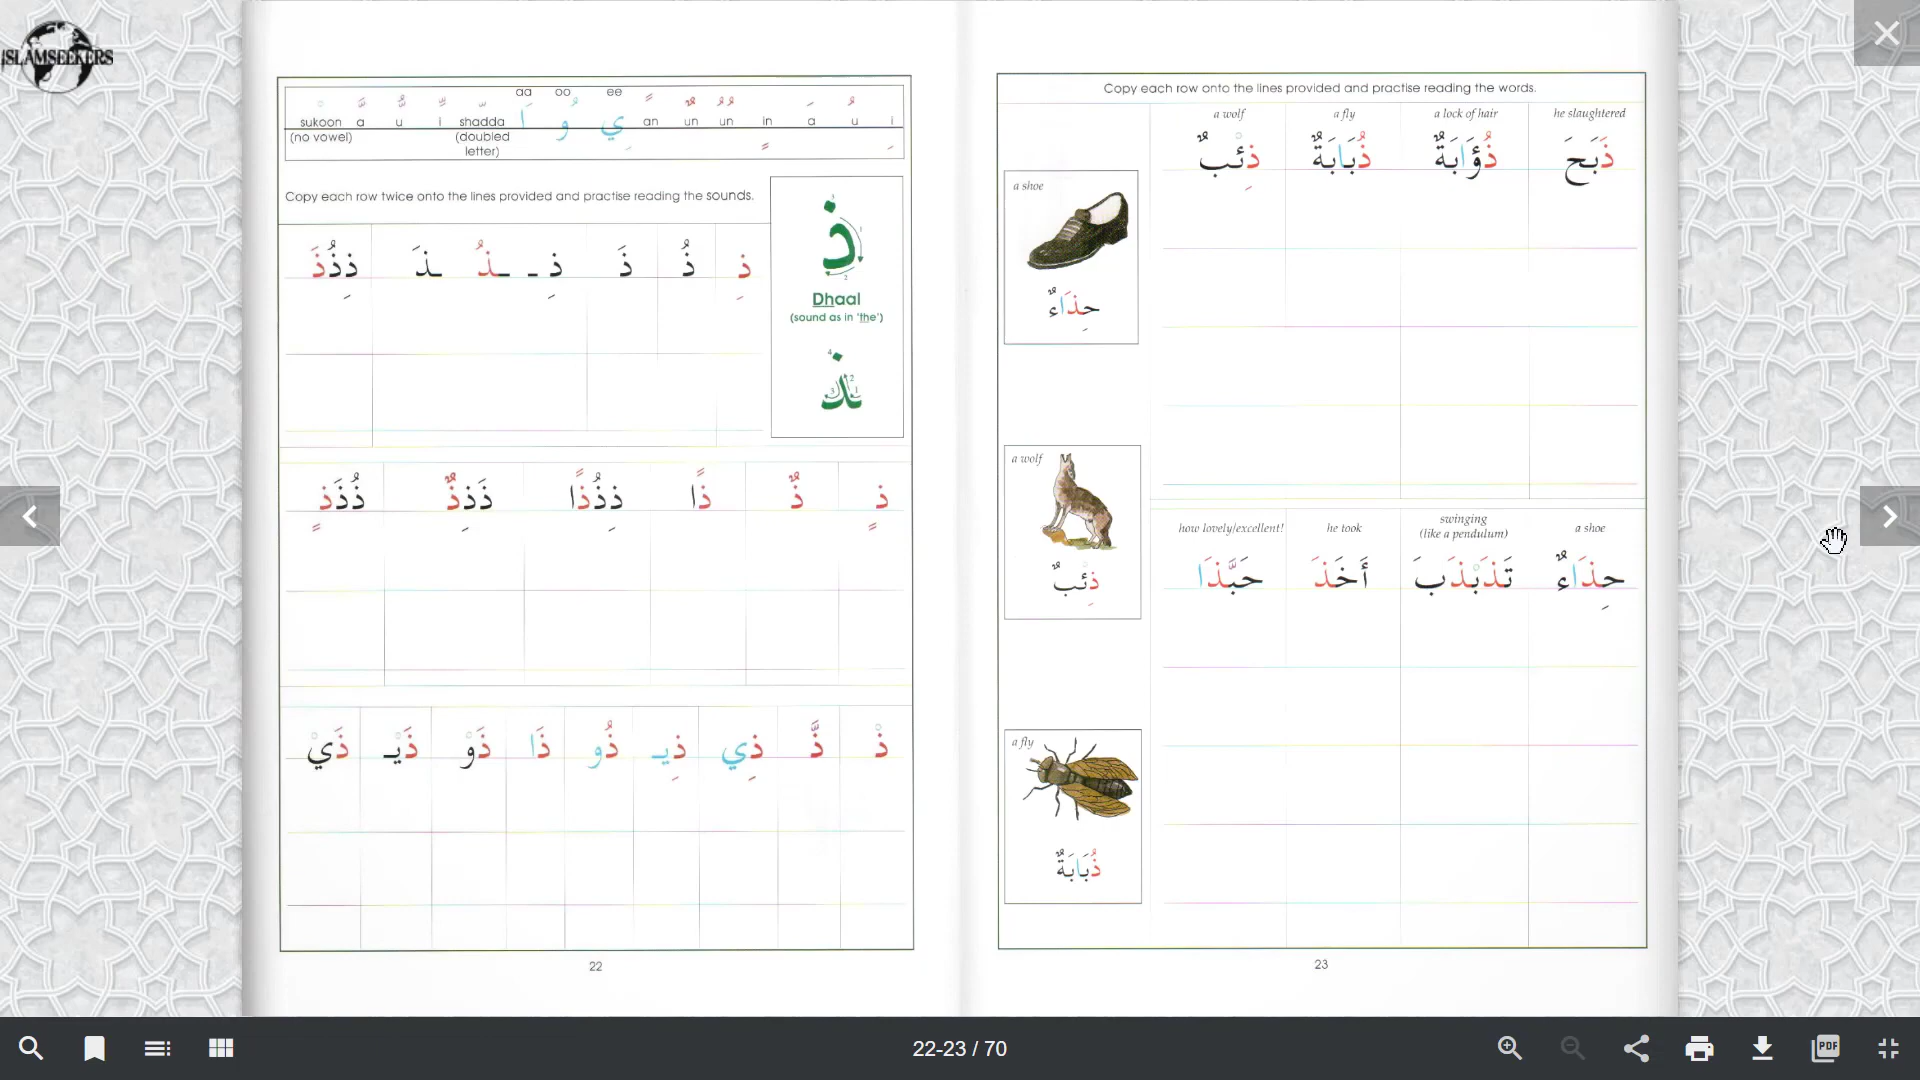 ISLAMSEEKERS
aa oo ee
sukoon a u i shadda اَ وُ ي an un un in a u i
(no vowel) (doubled
letter)
Copy each row twice onto the lines provided and practise reading the sounds.
ذ
Dhaal
(sound as in 'the')
ذِ ذُ ذَ ذِ ـ ـذُ ـذَ ذِذُذَ
ذٍ ذٌ ذًا ذِذُذًا ذَذِذٌ ذُذَذٍ
ذْ ذَّ ذِي ذِيـ ذُو ذَا ذَوْ ذَيْـ ذَيْ
22
Copy each row onto the lines provided and practise reading the words.
a wolf a fly a lock of hair he slaughtered
ذَبَحَ ذُؤَابَةٌ ذُبَابَةٌ ذِئْبٌ
a shoe
حِذَاءٌ
a wolf
ذِئْبٌ
how lovely/excellent! he took swinging
(like a pendulum) a shoe
حِذَاءٌ تَذَبْذَبَ أَخَذَ حَبَّذَا
a fly
ذُبَابَةٌ
23
22-23 / 70
PDF